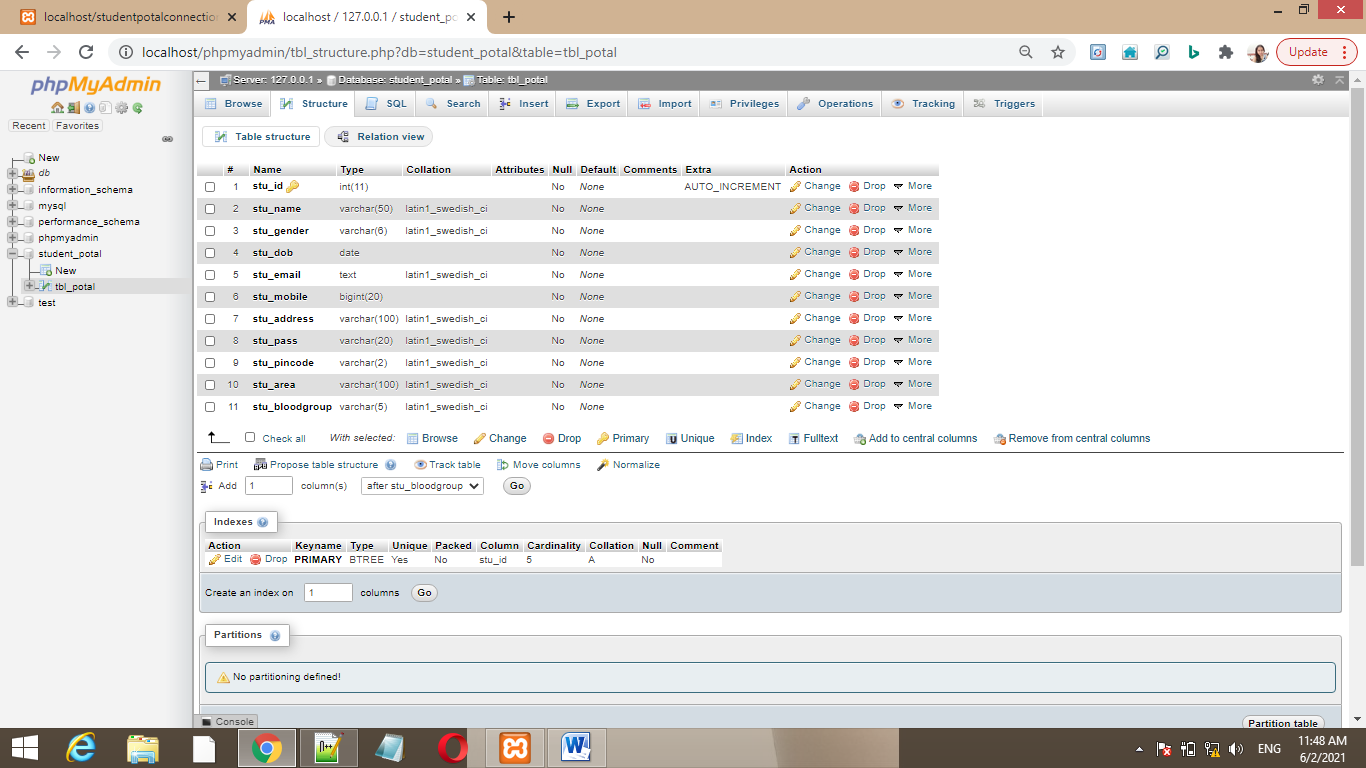 localhost/studentpotalconnection
localhost / 127.0.0.1 / student_po
localhost/phpmyadmin/tbl_structure.php?db=student_potal&table=tbl_potal
Update
phpMyAdmin
Recent Favorites
New
db
information_schema
mysql
performance_schema
phpmyadmin
student_potal
New
tbl_potal
test
Server: 127.0.0.1 » Database: student_potal » Table: tbl_potal
Browse Structure SQL Search Insert Export Import Privileges Operations Tracking Triggers
Table structure Relation view
# Name Type Collation Attributes Null Default Comments Extra Action
1 stu_id int(11) No None AUTO_INCREMENT Change Drop More
2 stu_name varchar(50) latin1_swedish_ci No None Change Drop More
3 stu_gender varchar(6) latin1_swedish_ci No None Change Drop More
4 stu_dob date No None Change Drop More
5 stu_email text latin1_swedish_ci No None Change Drop More
6 stu_mobile bigint(20) No None Change Drop More
7 stu_address varchar(100) latin1_swedish_ci No None Change Drop More
8 stu_pass varchar(20) latin1_swedish_ci No None Change Drop More
9 stu_pincode varchar(2) latin1_swedish_ci No None Change Drop More
10 stu_area varchar(100) latin1_swedish_ci No None Change Drop More
11 stu_bloodgroup varchar(5) latin1_swedish_ci No None Change Drop More
Check all With selected: Browse Change Drop Primary Unique Index Fulltext Add to central columns Remove from central columns
Print Propose table structure Track table Move columns Normalize
Add 1 column(s) after stu_bloodgroup Go
Indexes
Action Keyname Type Unique Packed Column Cardinality Collation Null Comment
Edit Drop PRIMARY BTREE Yes No stu_id 5 A No
Create an index on 1 columns Go
Partitions
No partitioning defined!
Partition table
Console
ENG
11:48 AM
6/2/2021